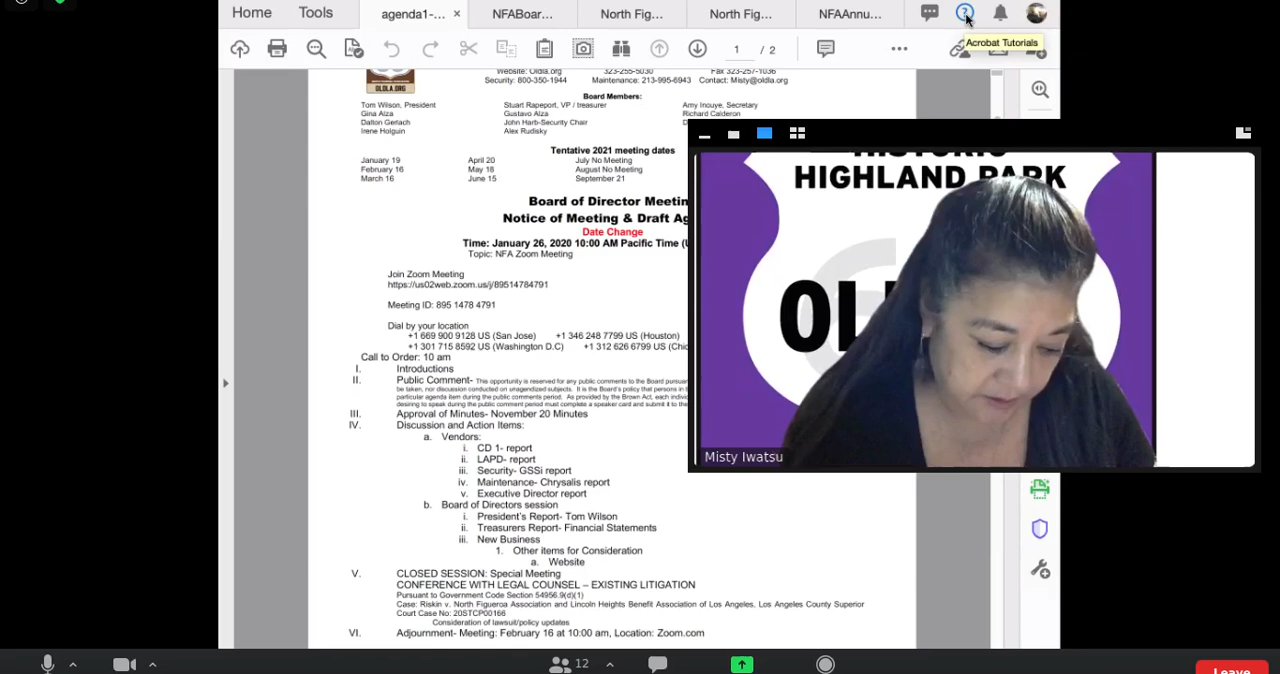 Home Tools agenda1-... × NFABoar... North Fig... North Fig... NFAAnnu...
1 / 2
Acrobat Tutorials
OLDLA.ORG
Website: Oldla.org 323-255-5030 Fax 323-257-1036
Security: 800-350-1944 Maintenance: 213-995-6943 Contact: Misty@oldla.org
Board Members:
Tom Wilson, President Stuart Rapeport, VP / treasurer Amy Inouye, Secretary
Gina Alza Gustavo Alza Richard Calderon
Dalton Gerlach John Harb-Security Chair
Irene Holguin Alex Rudisky
Tentative 2021 meeting dates
January 19 April 20 July No Meeting
February 16 May 18 August No Meeting
March 16 June 15 September 21
Board of Director Meetin
Notice of Meeting & Draft Ag
Date Change
Time: January 26, 2020 10:00 AM Pacific Time (U
Topic: NFA Zoom Meeting
Join Zoom Meeting
https://us02web.zoom.us/j/89514784791
Meeting ID: 895 1478 4791
Dial by your location
+1 669 900 9128 US (San Jose) +1 346 248 7799 US (Houston)
+1 301 715 8592 US (Washington D.C) +1 312 626 6799 US (Chic
Call to Order: 10 am
I. Introductions
II. Public Comment- This opportunity is reserved for any public comments to the Board pursuan
be taken, nor discussion conducted on unagendized subjects. It is the Board's policy that persons in t
particular agenda item during the public comments period. As provided by the Brown Act, each individ
desiring to speak during the public comment period must complete a speaker card and submit it to the
III. Approval of Minutes- November 20 Minutes
IV. Discussion and Action Items:
a. Vendors:
i. CD 1- report
ii. LAPD- report
iii. Security- GSSi report
iv. Maintenance- Chrysalis report
v. Executive Director report
b. Board of Directors session
i. President's Report- Tom Wilson
ii. Treasurers Report- Financial Statements
iii. New Business
1. Other items for Consideration
a. Website
V. CLOSED SESSION: Special Meeting
CONFERENCE WITH LEGAL COUNSEL – EXISTING LITIGATION
Pursuant to Government Code Section 54956.9(d)(1)
Case: Riskin v. North Figueroa Association and Lincoln Heights Benefit Association of Los Angeles, Los Angeles County Superior
Court Case No: 20STCP00166
Consideration of lawsuit/policy updates
VI. Adjournment- Meeting: February 16 at 10:00 am, Location: Zoom.com
HISTORIC
HIGHLAND PARK
OL
Misty Iwatsu
12
Leave